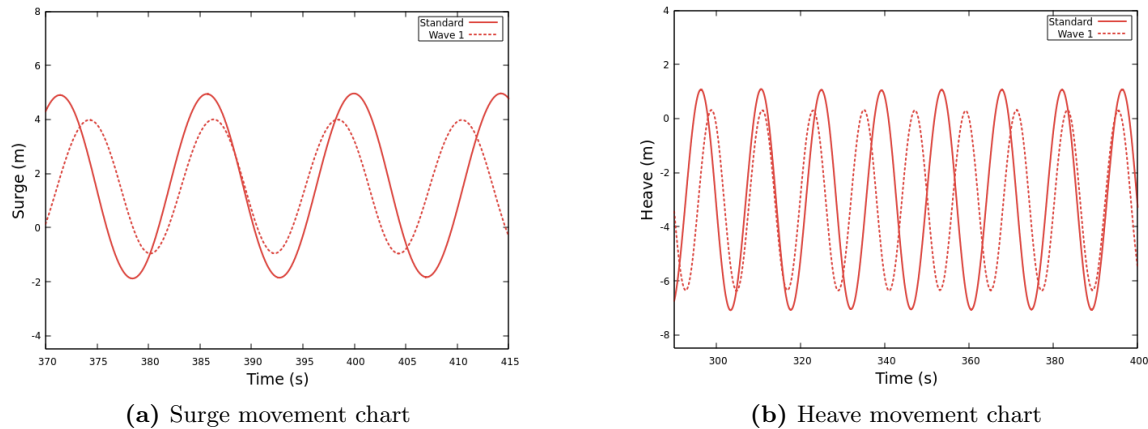 8
6
4
2
0
-2
-4
Surge (m)
Standard
Wave 1
370 375 380 385 390 395 400 405 410 415
Time (s)
(a) Surge movement chart
4
2
0
-2
-4
-6
-8
Heave (m)
Standard
Wave 1
300 320 340 360 380 400
Time (s)
(b) Heave movement chart